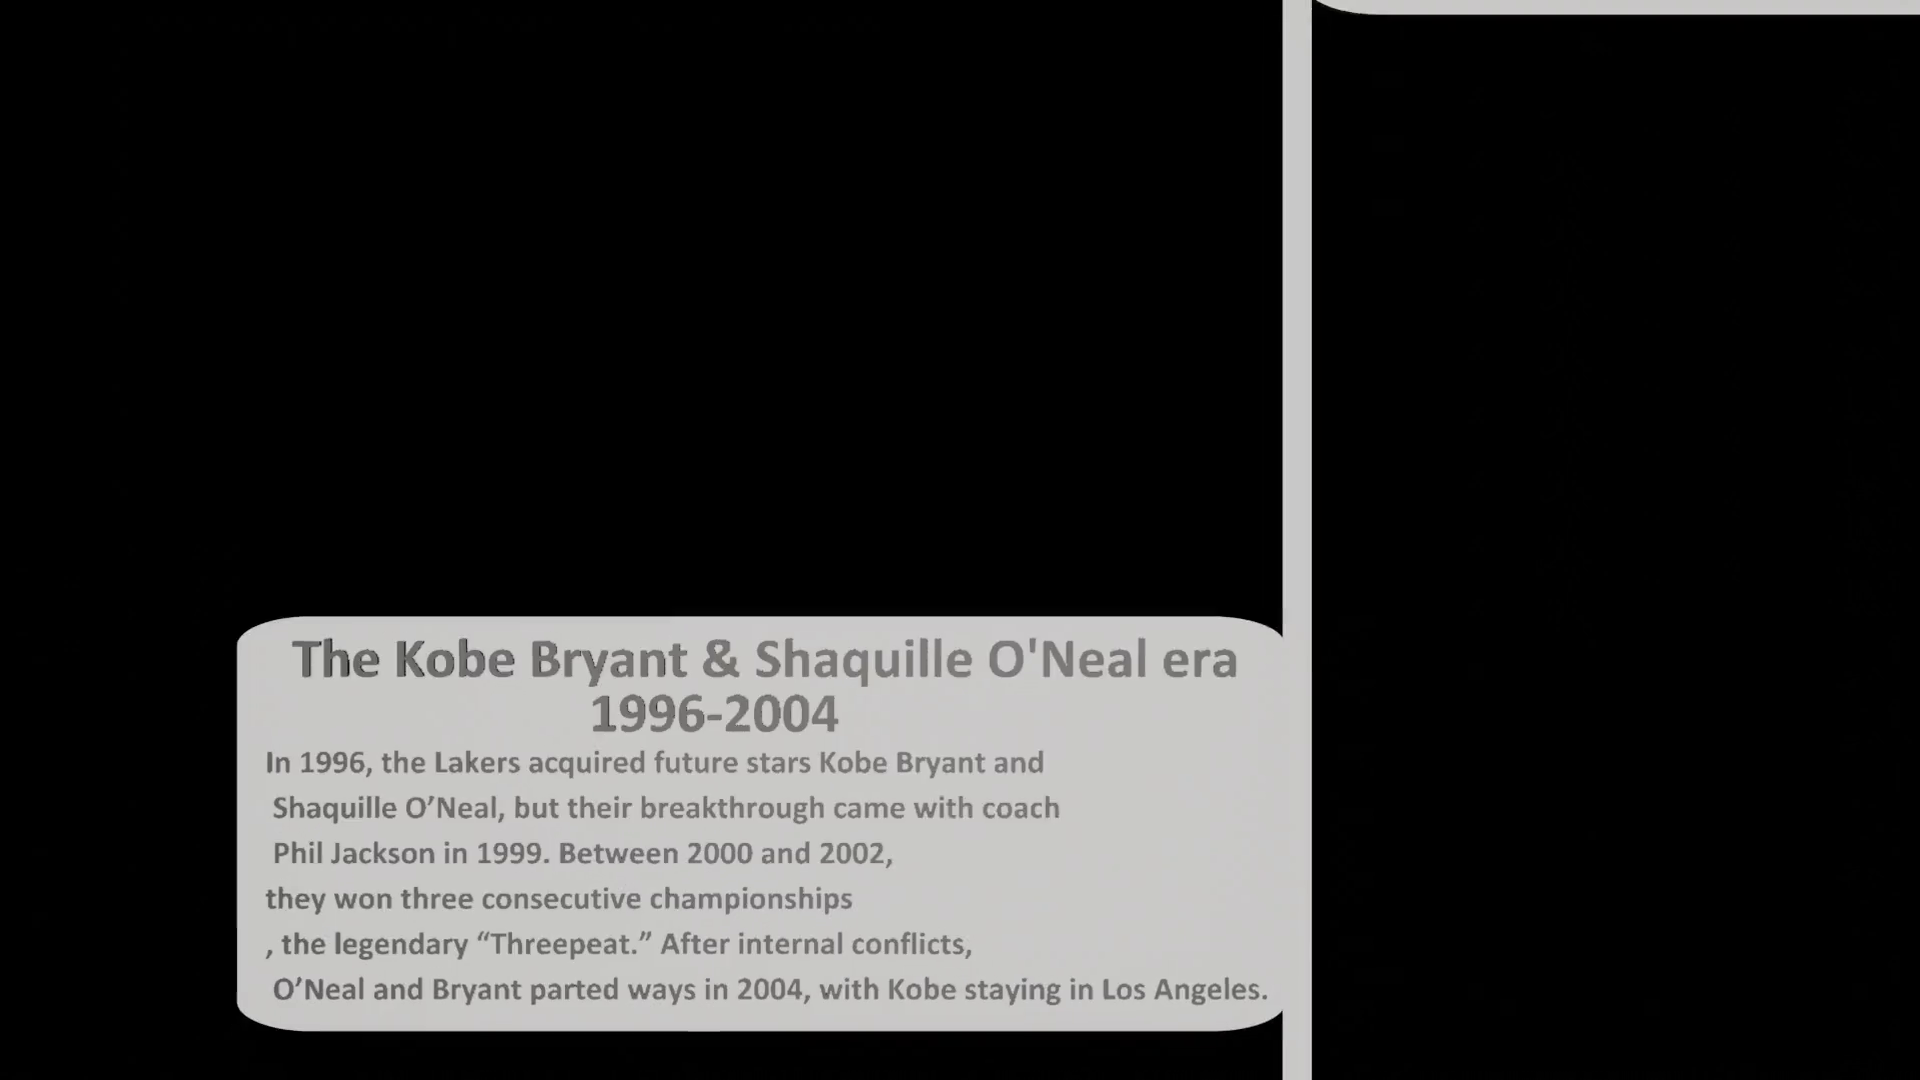 The Kobe Bryant & Shaquille O'Neal era
1996-2004
In 1996, the Lakers acquired future stars Kobe Bryant and
Shaquille O’Neal, but their breakthrough came with coach
Phil Jackson in 1999. Between 2000 and 2002,
they won three consecutive championships
, the legendary “Threepeat.” After internal conflicts,
O’Neal and Bryant parted ways in 2004, with Kobe staying in Los Angeles.